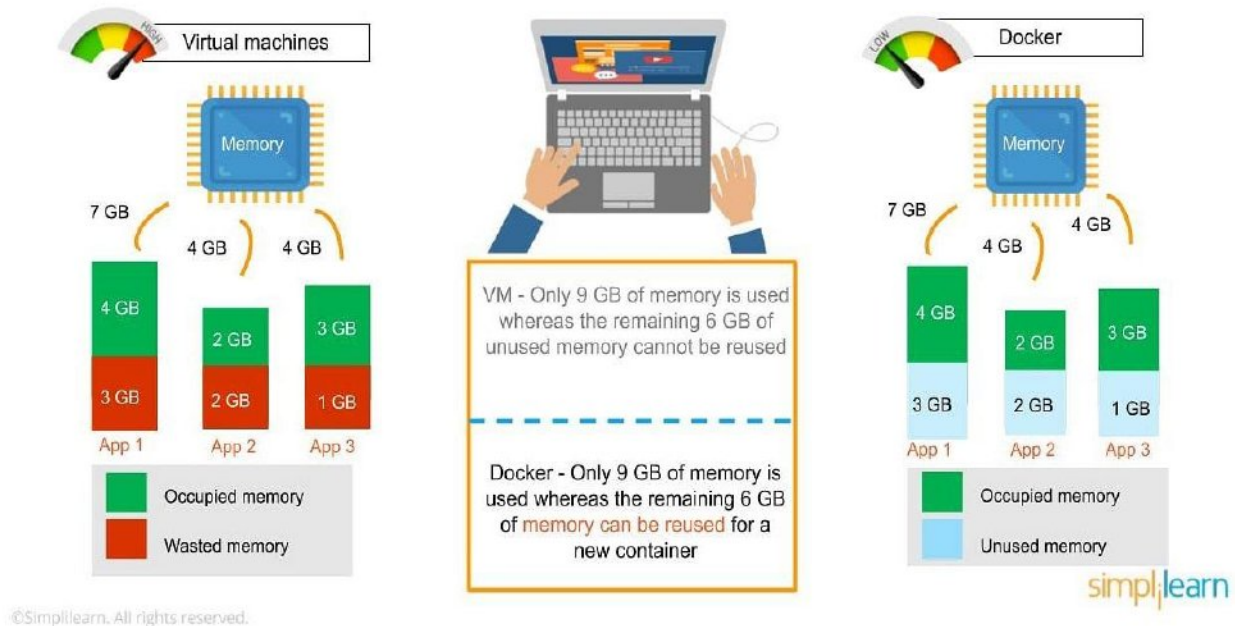 HIGH
Virtual machines
Memory
7 GB
4 GB
4 GB
4 GB
2 GB
3 GB
3 GB
2 GB
1 GB
App 1
App 2
App 3
Occupied memory
Wasted memory
VM - Only 9 GB of memory is used
whereas the remaining 6 GB of
unused memory cannot be reused
Docker - Only 9 GB of memory is
used whereas the remaining 6 GB
of memory can be reused for a
new container
LOW
Docker
Memory
7 GB
4 GB
4 GB
4 GB
2 GB
3 GB
3 GB
2 GB
1 GB
App 1
App 2
App 3
Occupied memory
Unused memory
simplilearn
©Simplilearn. All rights reserved.